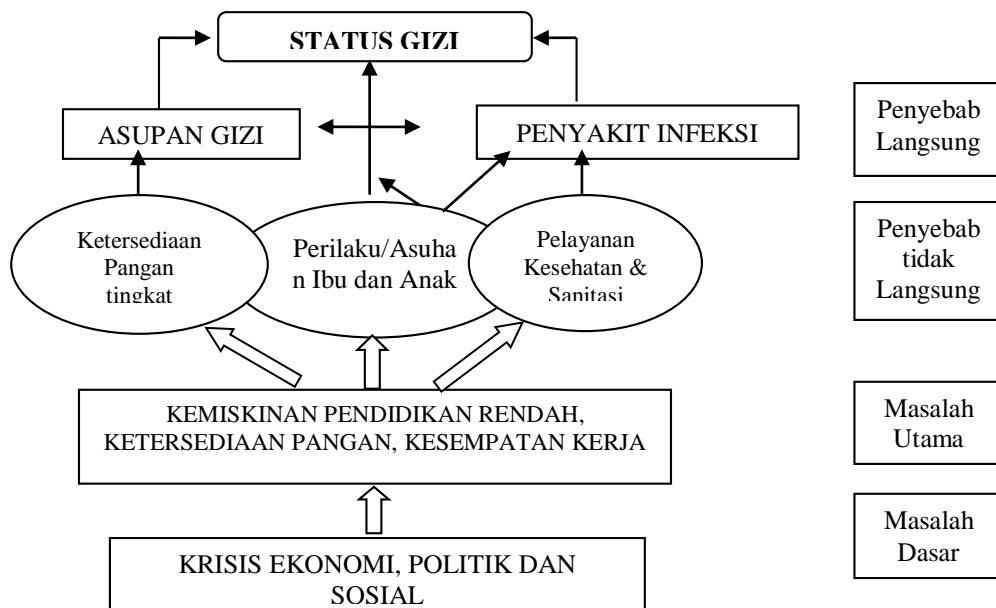 STATUS GIZI
ASUPAN GIZI
PENYAKIT INFEKSI
Penyebab
Langsung
Ketersediaan
Pangan
tingkat
Perilaku/Asuha
n Ibu dan Anak
Pelayanan
Kesehatan &
Sanitasi
Penyebab
tidak
Langsung
KEMISKINAN PENDIDIKAN RENDAH,
KETERSEDIAAN PANGAN, KESEMPATAN KERJA
Masalah
Utama
KRISIS EKONOMI, POLITIK DAN
SOSIAL
Masalah
Dasar